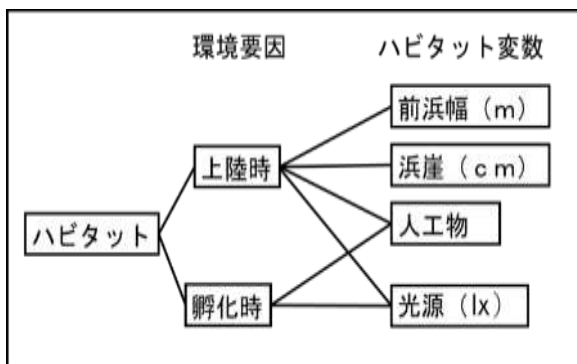 環境要因
ハビタット変数
前浜幅（m）
上陸時
浜崖（cm）
ハビタット
人工物
孵化時
光源（lx）